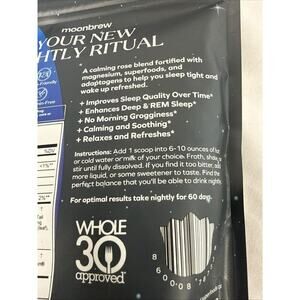 moonbrew
YOUR NEW
HTLY RITUAL
A calming rose blend fortified with
magnesium, superfoods, and
adaptogens to help you sleep tight and
wake up refreshed.
+ Improves Sleep Quality Over Time*
+ Enhances Deep & REM Sleep*
+ No Morning Grogginess*
+ Calming and Soothing*
+ Relaxes and Refreshes*
Instructions: Add 1 scoop into 6-10 ounces of
or cold water or milk of your choice. Froth,
stir until fully dissolved. If you find it too bitter,
more liquid, or some sweetener to taste. Find the
perfect balance that you'll be able to drink
For optimal results take nightly for 60
WHOLE
30
approved